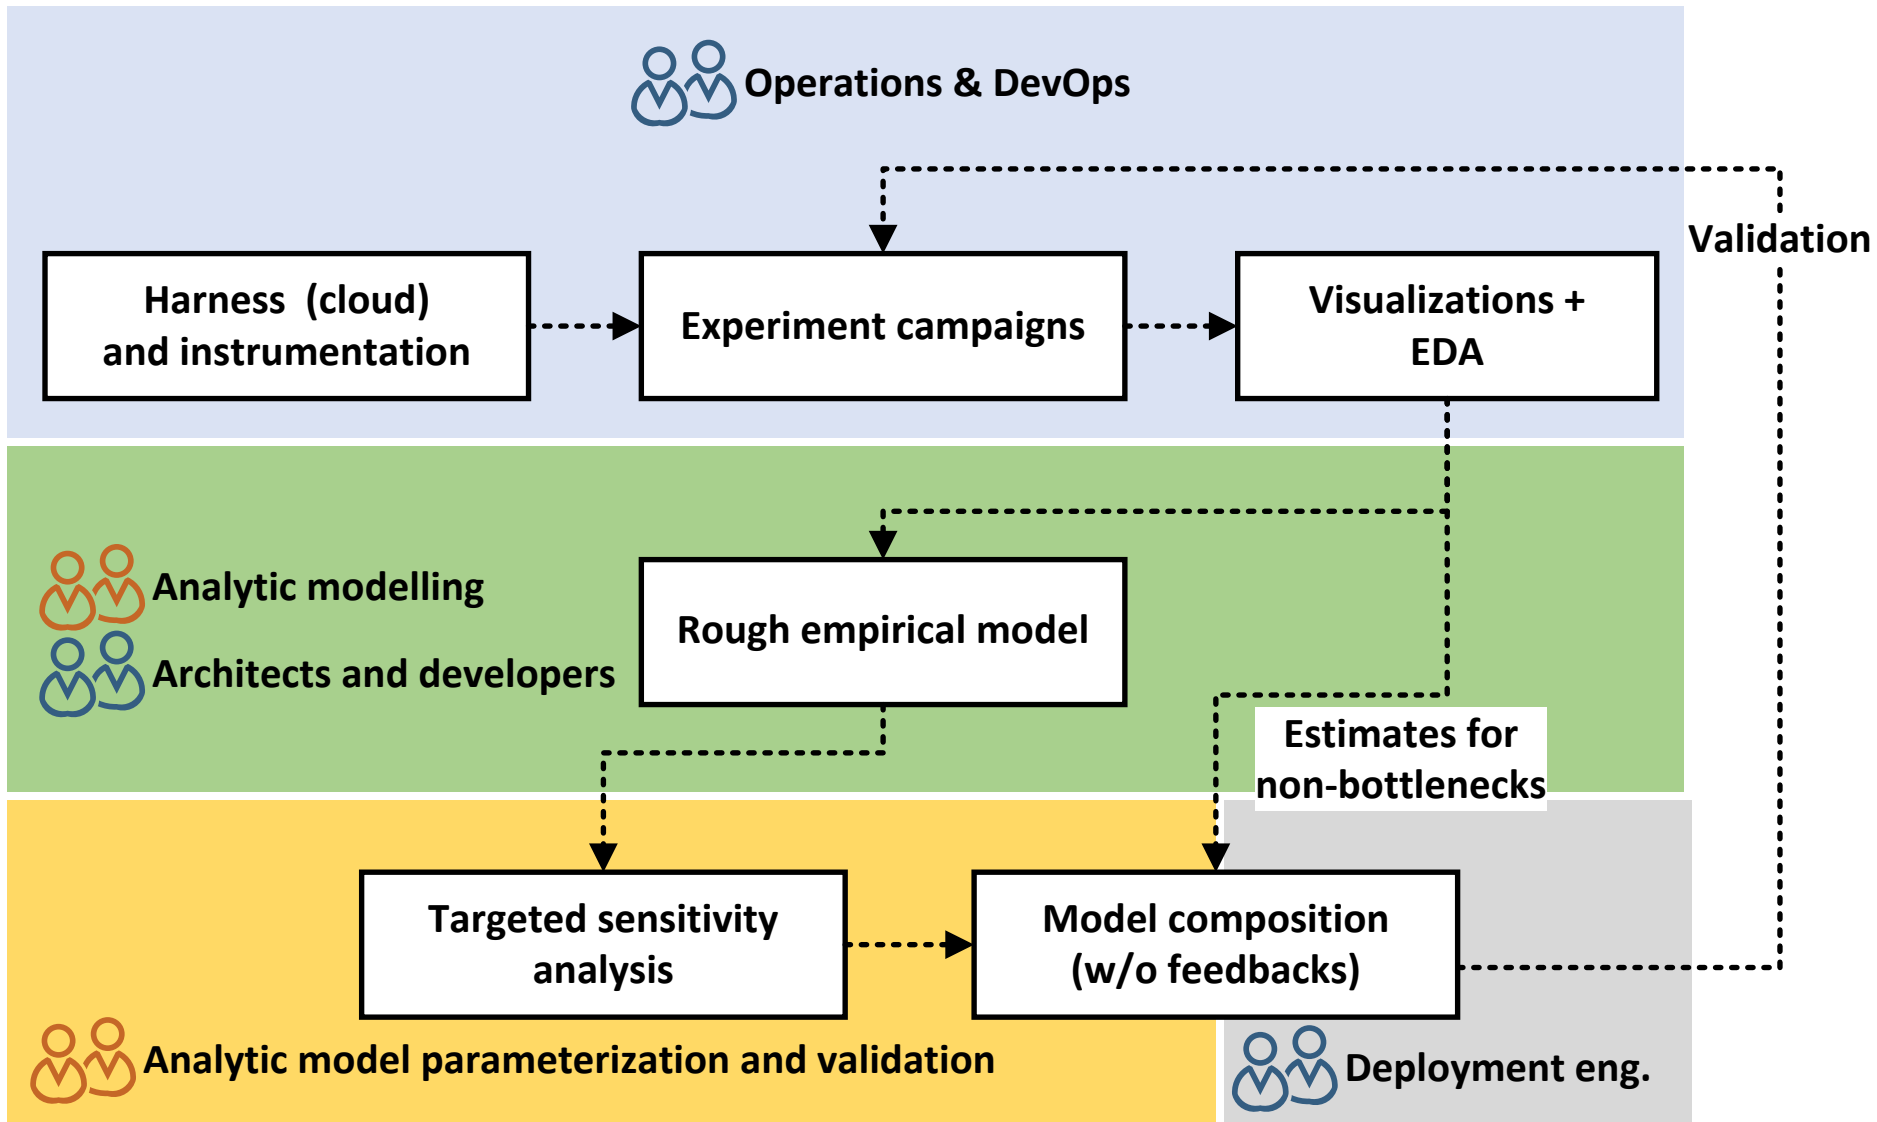 Operations & DevOps
Validation
Harness (cloud)
and instrumentation
Experiment campaigns
Visualizations +
EDA
Analytic modelling
Architects and developers
Rough empirical model
Estimates for
non-bottlenecks
Targeted sensitivity
analysis
Model composition
(w/o feedbacks)
Analytic model parameterization and validation
Deployment eng.